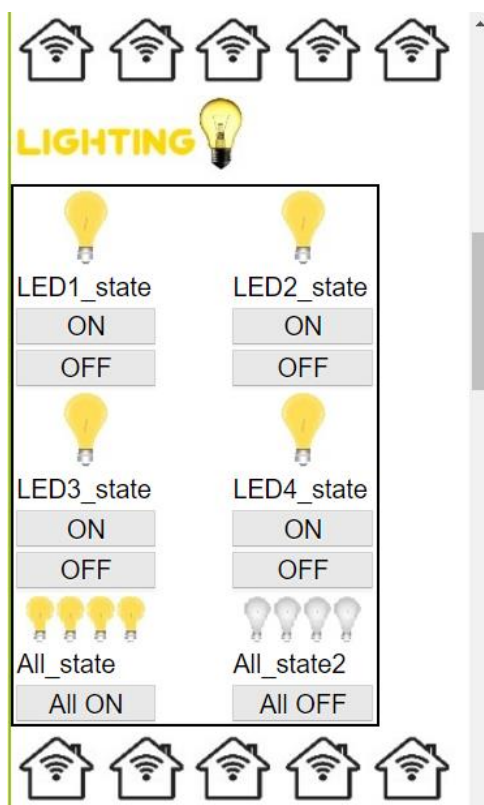 LIGHTING
LED1_state LED2_state
ON ON
OFF OFF
LED3_state LED4_state
ON ON
OFF OFF
All_state All_state2
All ON All OFF